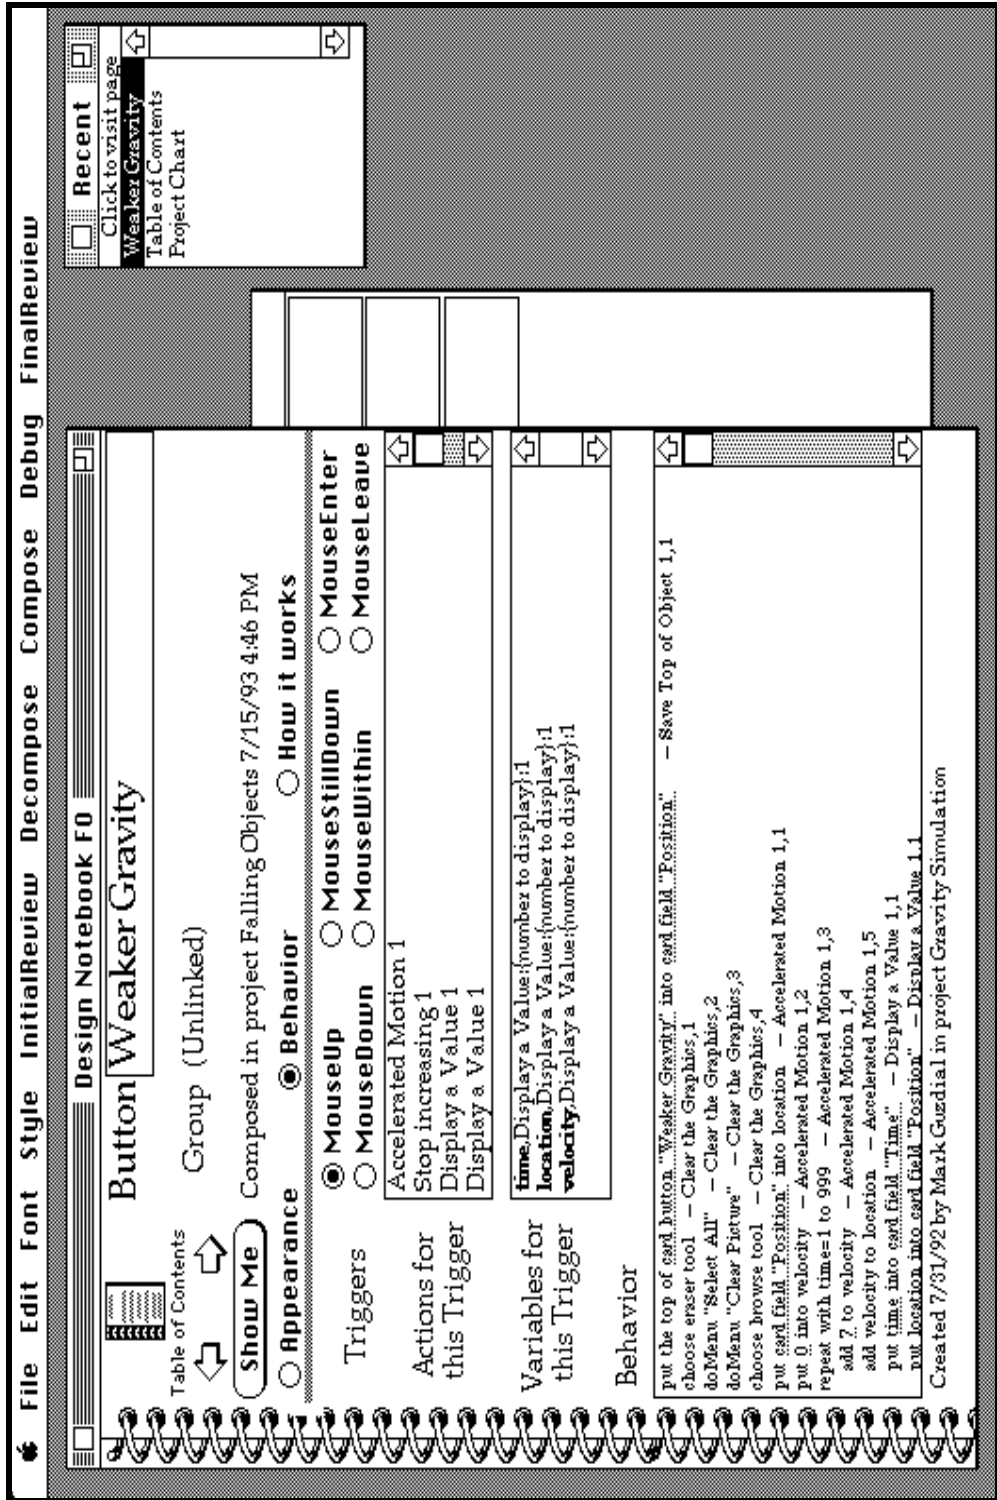 File Edit Font Style InitialReview Decompose Compose Debug FinalReview
Design Notebook FO
Button Weaker Gravity
Table of Contents
Group (Unlinked)
Show Me
Composed in project Falling Objects 7/15/93 4:46 PM
Appearance
Behavior
How it works
Triggers
MouseUp
MouseStillDown
MouseEnter
MouseDown
MouseWithin
MouseLeave
Actions for
this Trigger
Accelerated Motion 1
Stop increasing 1
Display a Value 1
Display a Value 1
Variables for
this Trigger
time,Display a Value:{number to display}:1
location,Display a Value:{number to display}:1
velocity,Display a Value:{number to display}:1
Behavior
put the top of card button "Weaker Gravity" into card field "Position" -- Save Top of Object 1,1
choose eraser tool -- Clear the Graphics,1
doMenu "Select All" -- Clear the Graphics,2
doMenu "Clear Picture" -- Clear the Graphics,3
choose browse tool -- Clear the Graphics,4
put card field "Position" into location -- Accelerated Motion 1,1
put 0 into velocity -- Accelerated Motion 1,2
repeat with time=1 to 999 -- Accelerated Motion 1,3
add 7 to velocity -- Accelerated Motion 1,4
add velocity to location -- Accelerated Motion 1,5
put time into card field "Time" -- Display a Value 1,1
put location into card field "Position" -- Display a Value 1,1
Created 7/31/92 by Mark Guzdial in project Gravity Simulation
Recent
Click to visit page
Weaker Gravity
Table of Contents
Project Chart